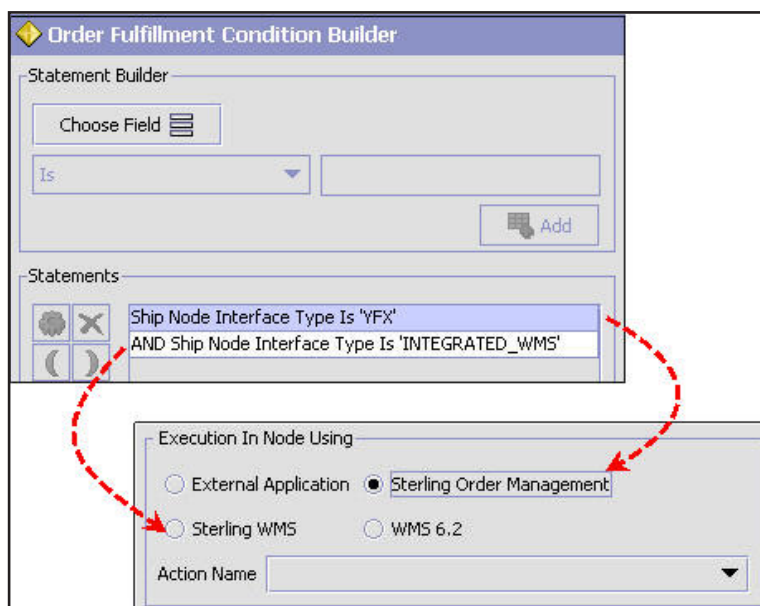 Order Fulfillment Condition Builder
Statement Builder
Choose Field
Is
Add
Statements
Ship Node Interface Type Is 'YFX'
AND Ship Node Interface Type Is 'INTEGRATED_WMS'
( )
Execution In Node Using
External Application Sterling Order Management
Sterling WMS WMS 6.2
Action Name